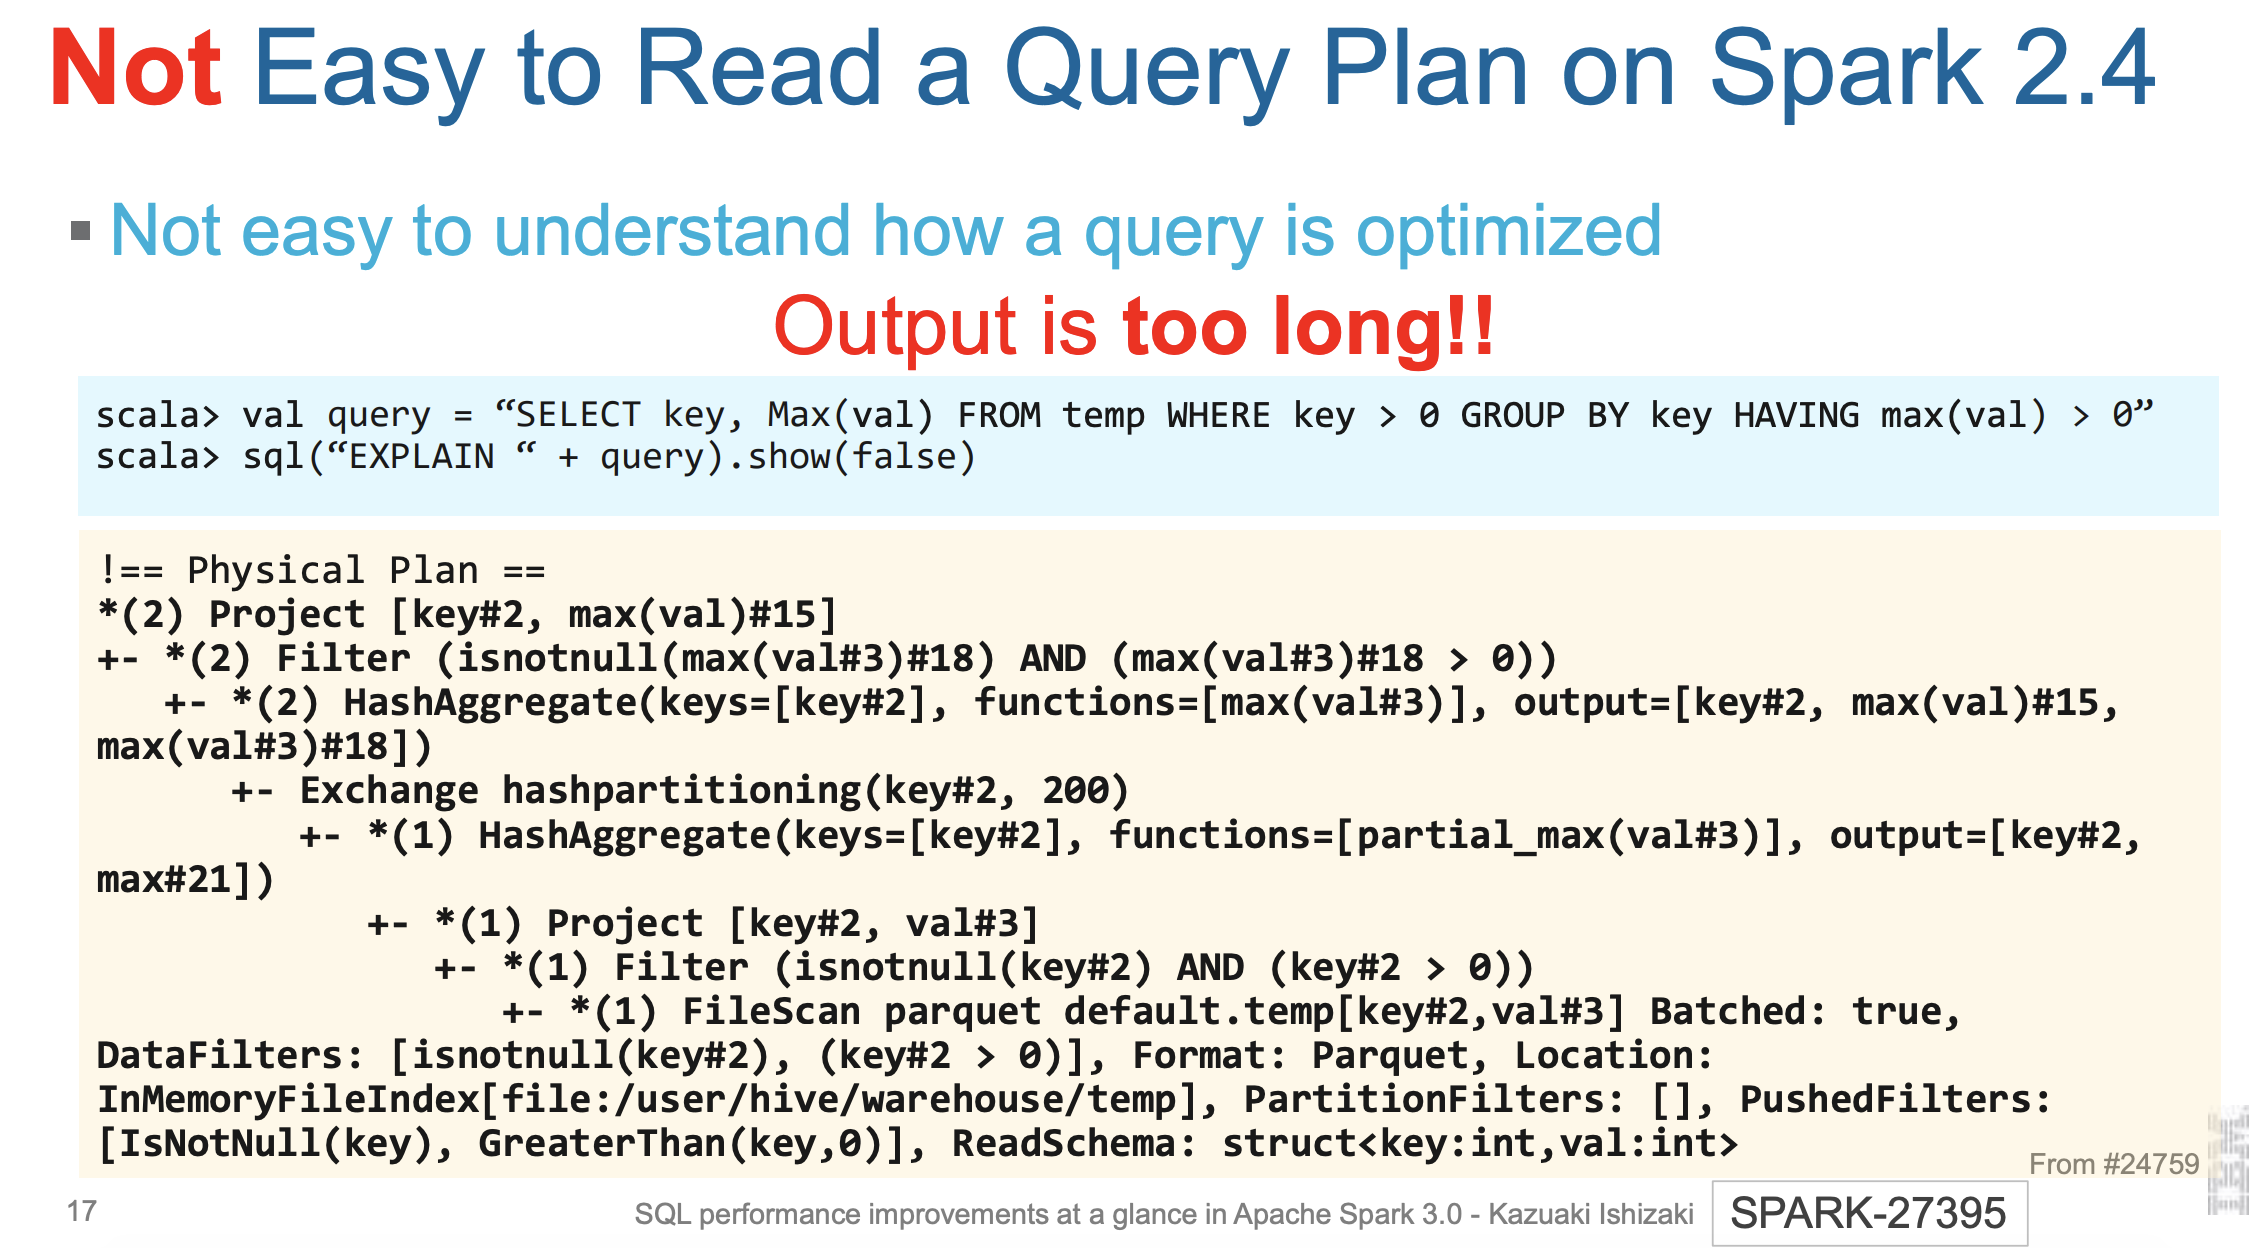 Not Easy to Read a Query Plan on Spark 2.4
▪ Not easy to understand how a query is optimized
Output is too long!!
scala> val query = “SELECT key, Max(val) FROM temp WHERE key > 0 GROUP BY key HAVING max(val) > 0”
scala> sql(“EXPLAIN “ + query).show(false)
!== Physical Plan ==
*(2) Project [key#2, max(val)#15]
+- *(2) Filter (isnotnull(max(val#3)#18) AND (max(val#3)#18 > 0))
   +- *(2) HashAggregate(keys=[key#2], functions=[max(val#3)], output=[key#2, max(val)#15,
max(val#3)#18])
      +- Exchange hashpartitioning(key#2, 200)
         +- *(1) HashAggregate(keys=[key#2], functions=[partial_max(val#3)], output=[key#2,
max#21])
            +- *(1) Project [key#2, val#3]
               +- *(1) Filter (isnotnull(key#2) AND (key#2 > 0))
                  +- *(1) FileScan parquet default.temp[key#2,val#3] Batched: true,
DataFilters: [isnotnull(key#2), (key#2 > 0)], Format: Parquet, Location:
InMemoryFileIndex[file:/user/hive/warehouse/temp], PartitionFilters: [], PushedFilters:
[IsNotNull(key), GreaterThan(key,0)], ReadSchema: struct<key:int,val:int>
From #24759
17
SQL performance improvements at a glance in Apache Spark 3.0 - Kazuaki Ishizaki
SPARK-27395